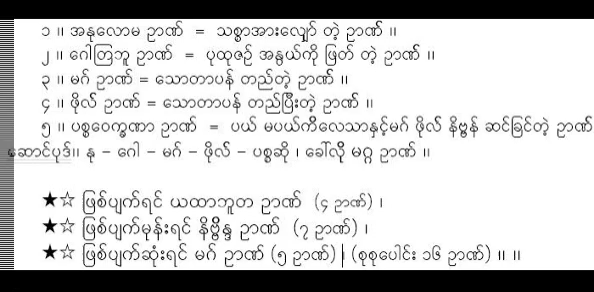 ၁ ။ အနုလောမ ဉာဏ် = သစ္စာအားလျော် တဲ့ ဉာဏ် ။
၂ ။ ဂေါတြဘူ ဉာဏ် = ပုထုဇဉ် အနွယ်ကို ဖြတ် တဲ့ ဉာဏ် ။
၃ ။ မဂ် ဉာဏ် = သောတာပန် တည်တဲ့ ဉာဏ် ။
၄ ။ ဖိုလ် ဉာဏ် = သောတာပန် တည်ပြီးတဲ့ ဉာဏ် ။
၅ ။ ပစ္စဝေက္ခဏာ ဉာဏ် = ပယ် မပယ်ကိလေသာနှင့်မဂ် ဖိုလ် နိဗ္ဗန် ဆင်ခြင်တဲ့ ဉာဏ်
ဆောင်ပုဒ်။ နု – ဂေါ – မဂ် – ဖိုလ် – ပစ္စဆို ၊ ခေါ်လို မဂ္ဂ ဉာဏ် ။
★☆ ဖြစ်ပျက်ရင် ယထာဘူတ ဉာဏ် (၄ ဉာဏ်) ၊
★☆ ဖြစ်ပျက်မုန်းရင် နိဗ္ဗိန္ဒ ဉာဏ် (၇ ဉာဏ်) ၊
★☆ ဖြစ်ပျက်ဆုံးရင် မဂ် ဉာဏ် (၅ ဉာဏ်) | (စုစုပေါင်း ၁၆ ဉာဏ်) ။ ။